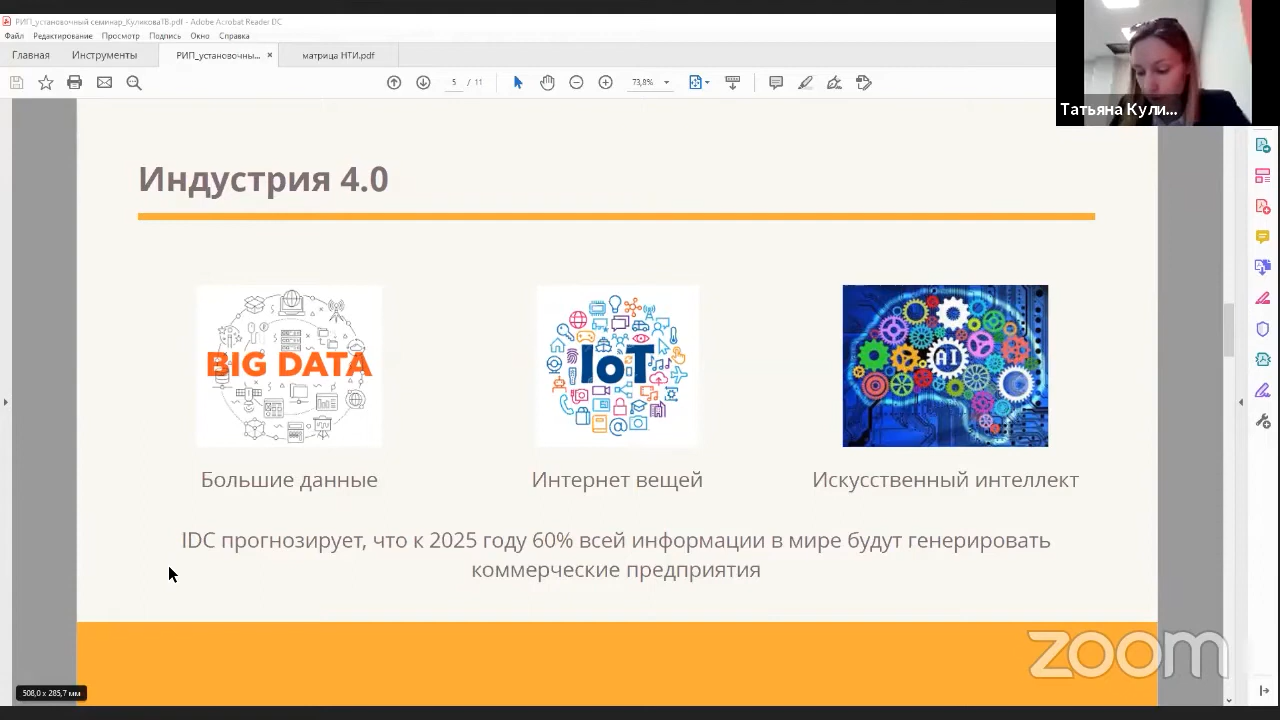 РИП_установочный семинар_КуликоваТВ.pdf - Adobe Acrobat Reader DC
Файл Редактирование Просмотр Подпись Окно Справка
Главная Инструменты РИП_установочны... × матрица НТИ.pdf
5 / 11 73,8%
Татьяна Кули...
Индустрия 4.0
BIG DATA
IoT
AI
Большие данные
Интернет вещей
Искусственный интеллект
IDC прогнозирует, что к 2025 году 60% всей информации в мире будут генерировать
коммерческие предприятия
zoom
508,0 x 285,7 мм